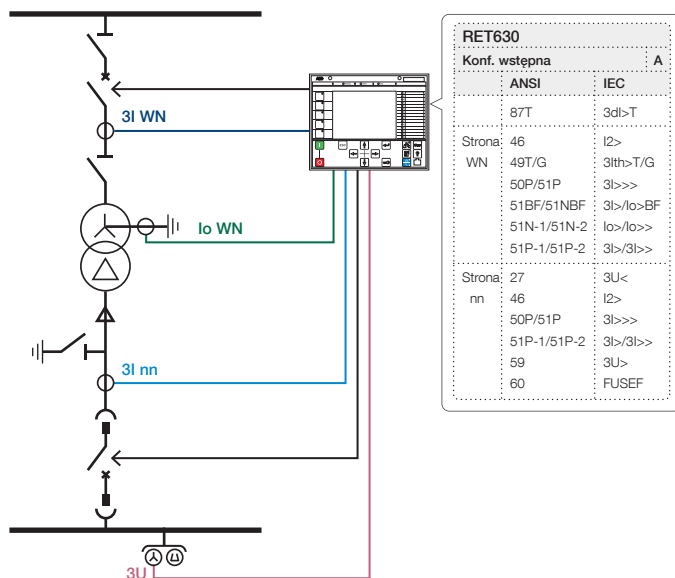 RET630
Konf. wstępna A
ANSI IEC
87T 3dI>T
Strona WN
46 I2>
49T/G 3Ith>T/G
50P/51P 3I>>>
51BF/51NBF 3I>/Io>BF
51N-1/51N-2 Io>/Io>>
51P-1/51P-2 3I>/3I>>
Strona nn
27 3U<
46 I2>
50P/51P 3I>>>
51P-1/51P-2 3I>/3I>>
59 3U>
60 FUSEF
3I WN
Io WN
3I nn
3U